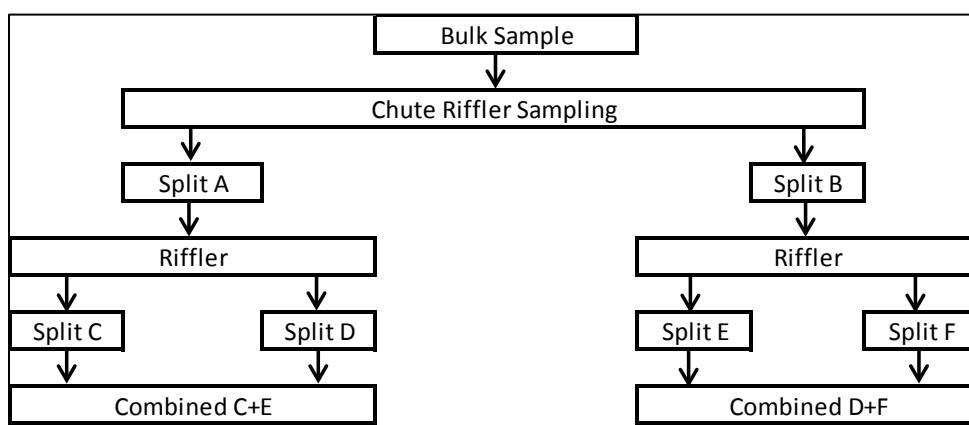 Bulk Sample
Chute Riffler Sampling
Split A
Split B
Riffler
Riffler
Split C
Split D
Split E
Split F
Combined C+E
Combined D+F